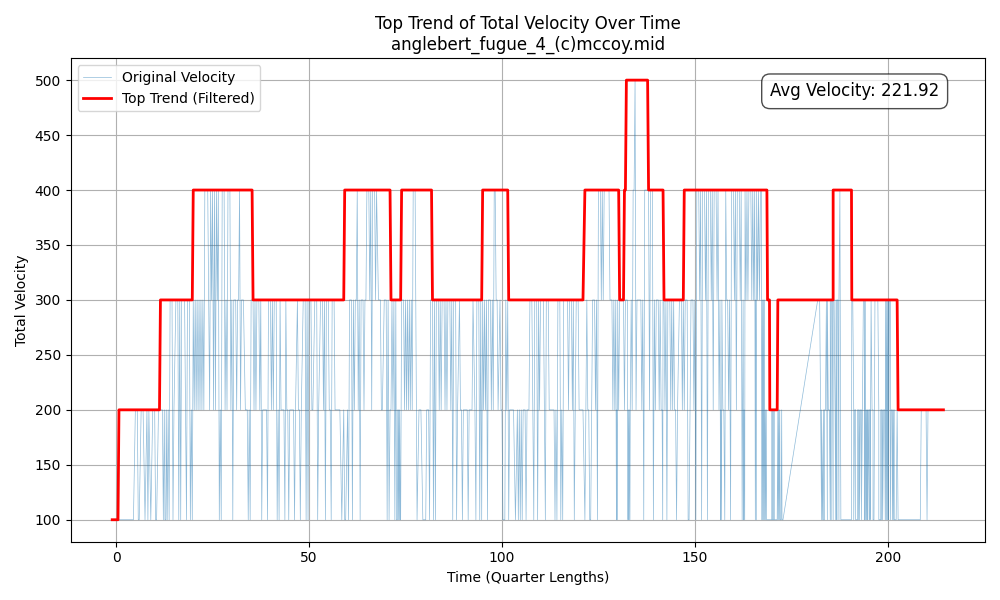 Top Trend of Total Velocity Over Time
anglebert_fugue_4_(c)mccoy.mid
Original Velocity
Top Trend (Filtered)
Avg Velocity: 221.92
Total Velocity
500
450
400
350
300
250
200
150
100
0
50
100
150
200
Time (Quarter Lengths)